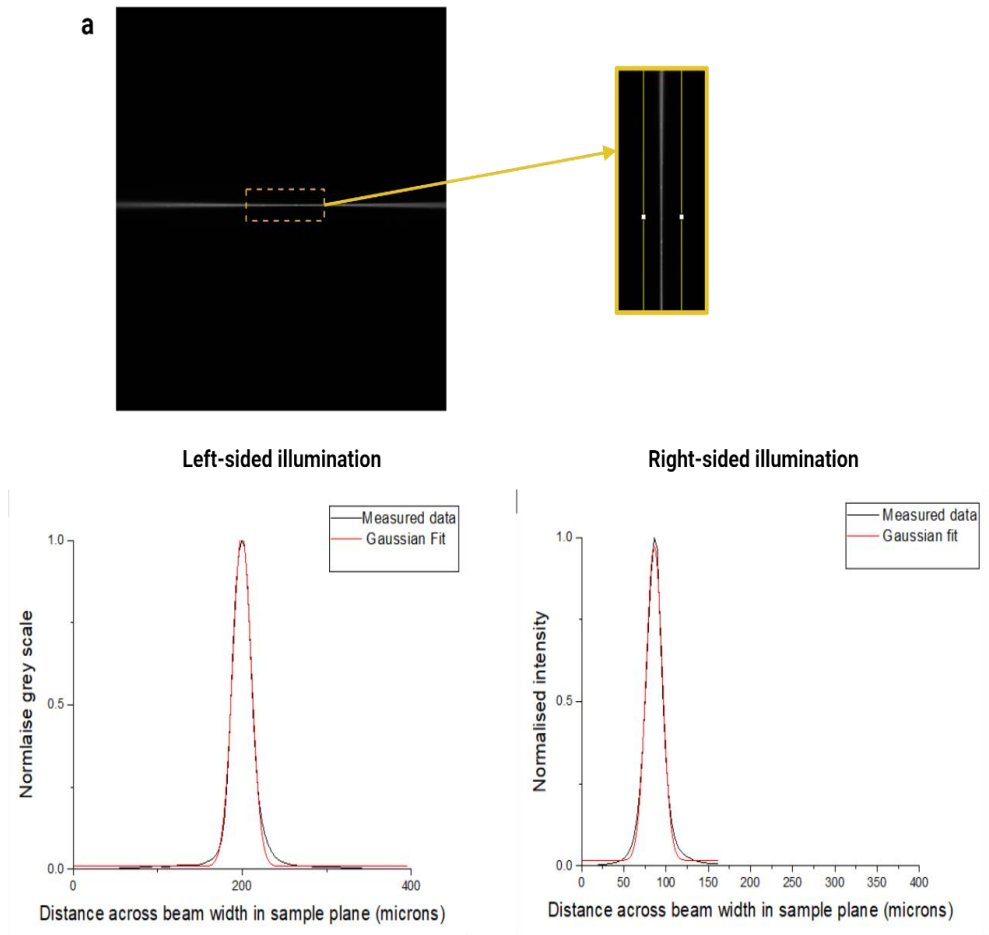 a
Left-sided illumination
Right-sided illumination
Measured data
Gaussian Fit
1.0
0.5
0.0
Normlaise grey scale
0
200
400
Distance across beam width in sample plane (microns)
Measured data
Gaussian fit
1.0
0.5
0.0
Normalised intensity
0
50
100
150
200
250
300
350
400
Distance across beam width in sample plane (microns)